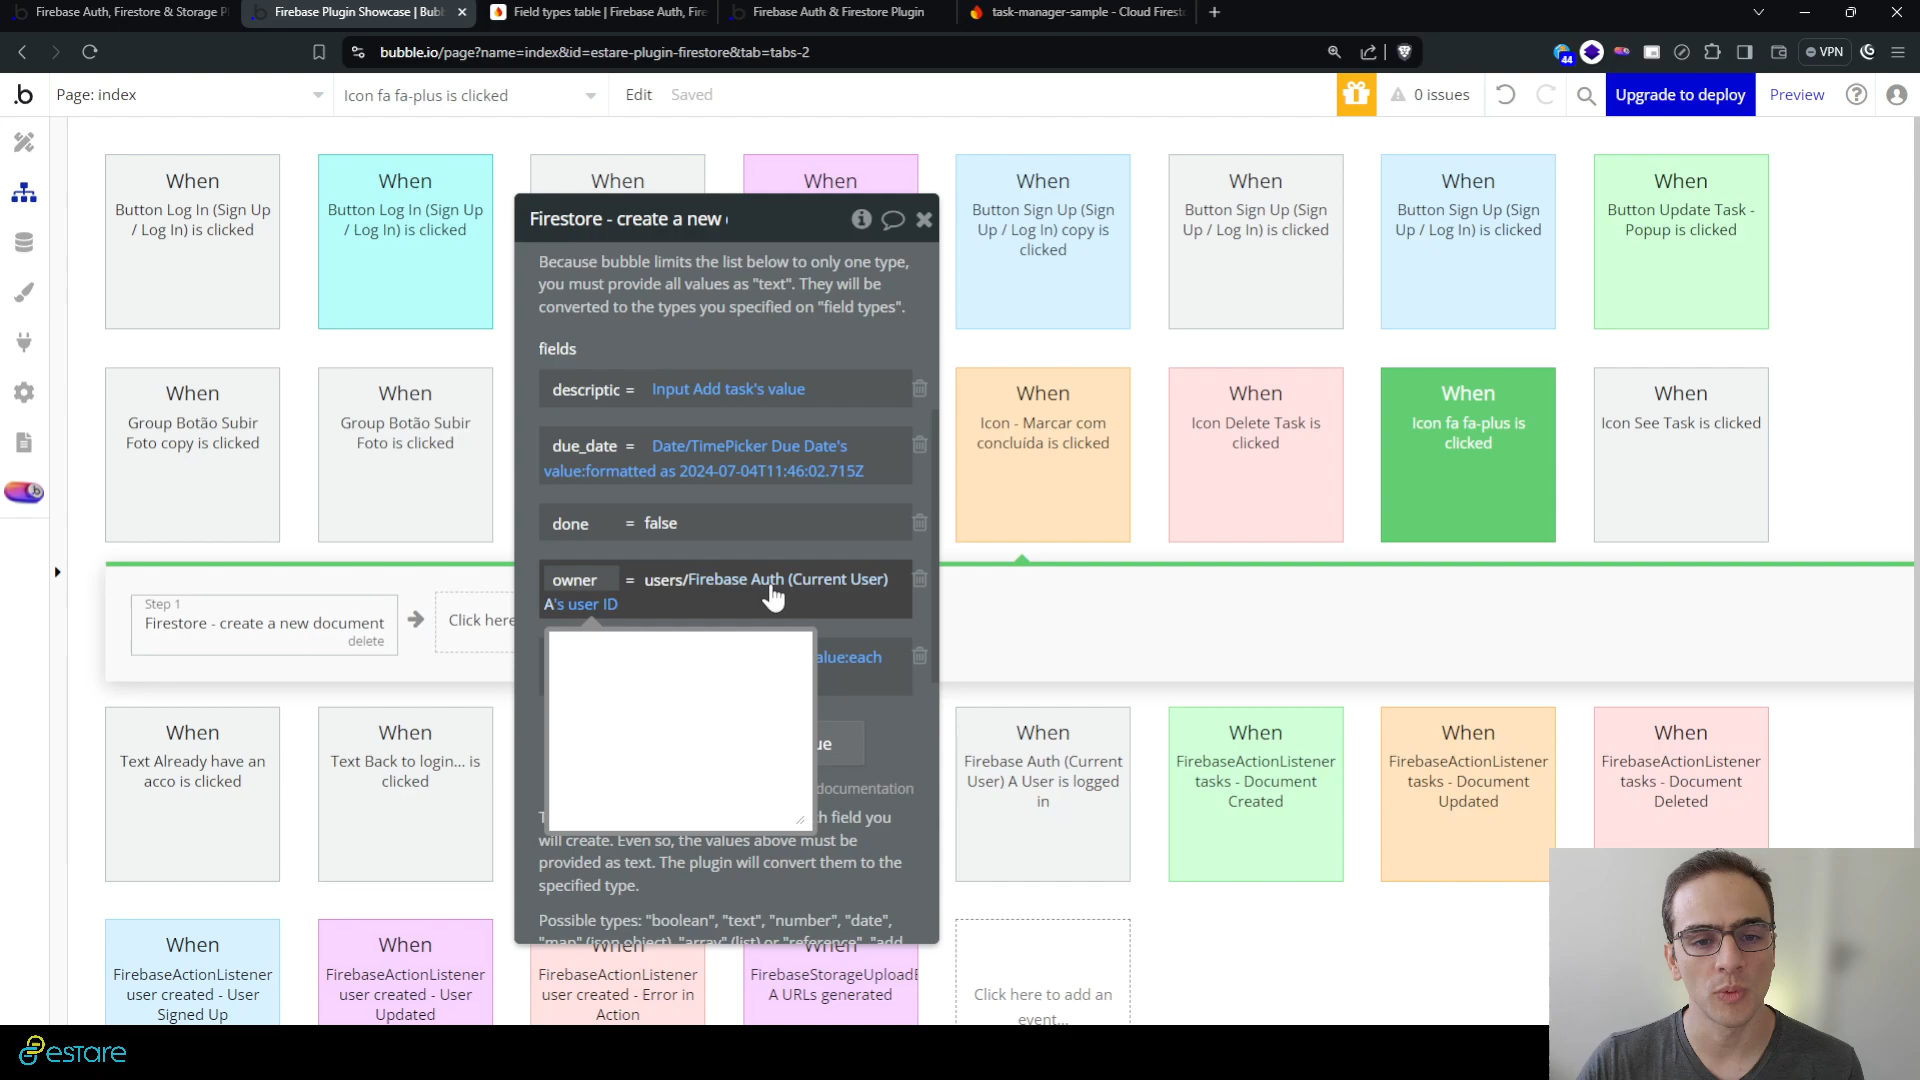 Firebase Auth, Firestore & Storage P
Firebase Plugin Showcase | Bubb
Field types table | Firebase Auth, Fire
Firebase Auth & Firestore Plugin
task-manager-sample - Cloud Firest
bubble.io/page?name=index&id=estare-plugin-firestore&tab=tabs-2
44
VPN
Page: index
Icon fa fa-plus is clicked
Edit
Saved
0 issues
Upgrade to deploy
Preview
When
Button Log In (Sign Up
/ Log In) is clicked
When
Button Log In (Sign Up
/ Log In) is clicked
When
When
When
Button Sign Up (Sign
Up / Log In) copy is
clicked
When
Button Sign Up (Sign
Up / Log In) is clicked
When
Button Sign Up (Sign
Up / Log In) is clicked
When
Button Update Task -
Popup is clicked
Firestore - create a new
Because bubble limits the list below to only one type,
you must provide all values as "text". They will be
converted to the types you specified on "field types".
fields
descriptic = Input Add task's value
due_date = Date/TimePicker Due Date's
value:formatted as 2024-07-04T11:46:02.715Z
done = false
owner = users/Firebase Auth (Current User)
A's user ID
alue:each
ue
documentation
T
h field you
will create. Even so, the values above must be
provided as text. The plugin will convert them to the
specified type.
Possible types: "boolean", "text", "number", "date",
"map" (json object), "array" (list) or "reference". "add
When
Group Botão Subir
Foto copy is clicked
When
Group Botão Subir
Foto is clicked
When
Icon - Marcar com
concluída is clicked
When
Icon Delete Task is
clicked
When
Icon fa fa-plus is
clicked
When
Icon See Task is clicked
Step 1
Firestore - create a new document
delete
Click here
When
Text Already have an
acco is clicked
When
Text Back to login... is
clicked
When
Firebase Auth (Current
User) A User is logged
in
When
FirebaseActionListener
tasks - Document
Created
When
FirebaseActionListener
tasks - Document
Updated
When
FirebaseActionListener
tasks - Document
Deleted
When
FirebaseActionListener
user created - User
Signed Up
When
FirebaseActionListener
user created - User
Updated
When
FirebaseActionListener
user created - Error in
Action
When
FirebaseStorageUploadE
A URLs generated
Click here to add an
event...
estare